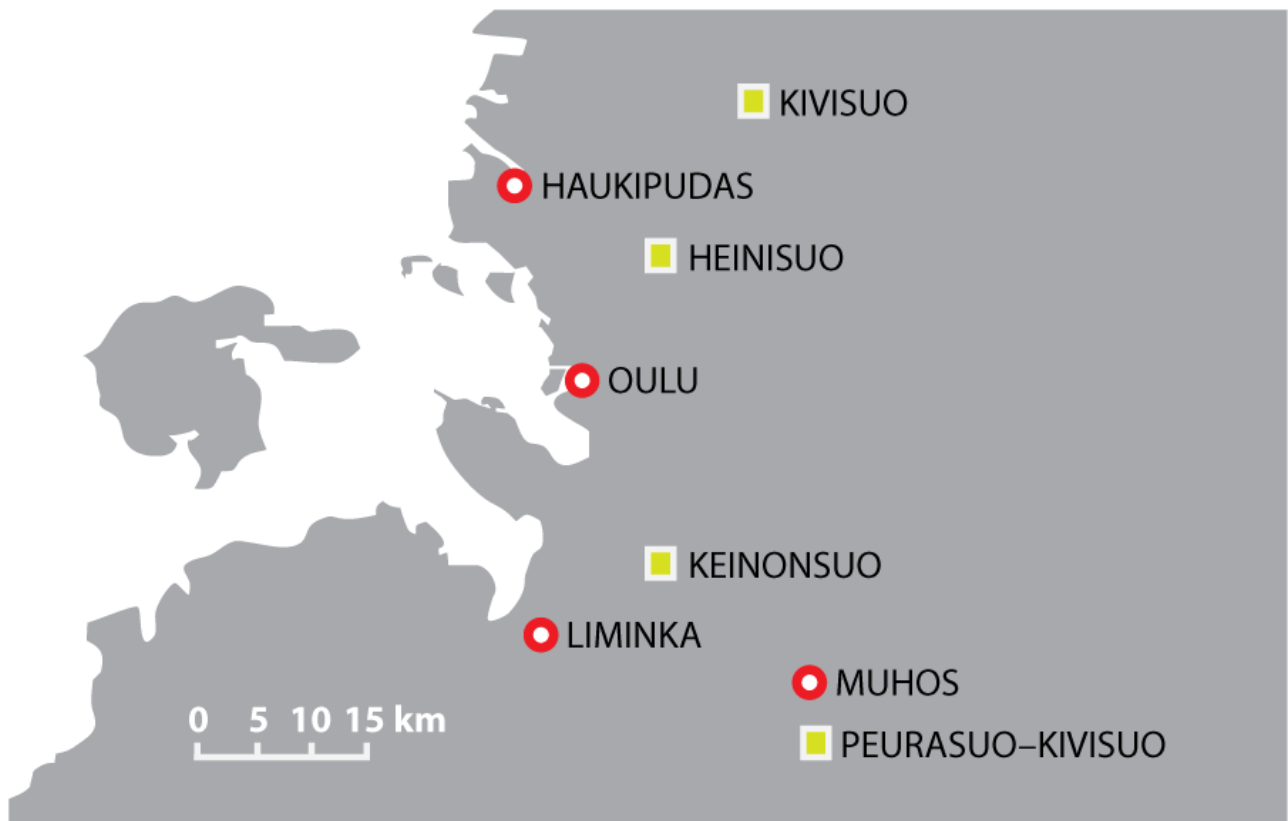 KIVISUO
HAUKIPUDAS
HEINISUO
OULU
KEINONSUO
LIMINKA
MUHOS
0 5 10 15 km
PEURASUO–KIVISUO